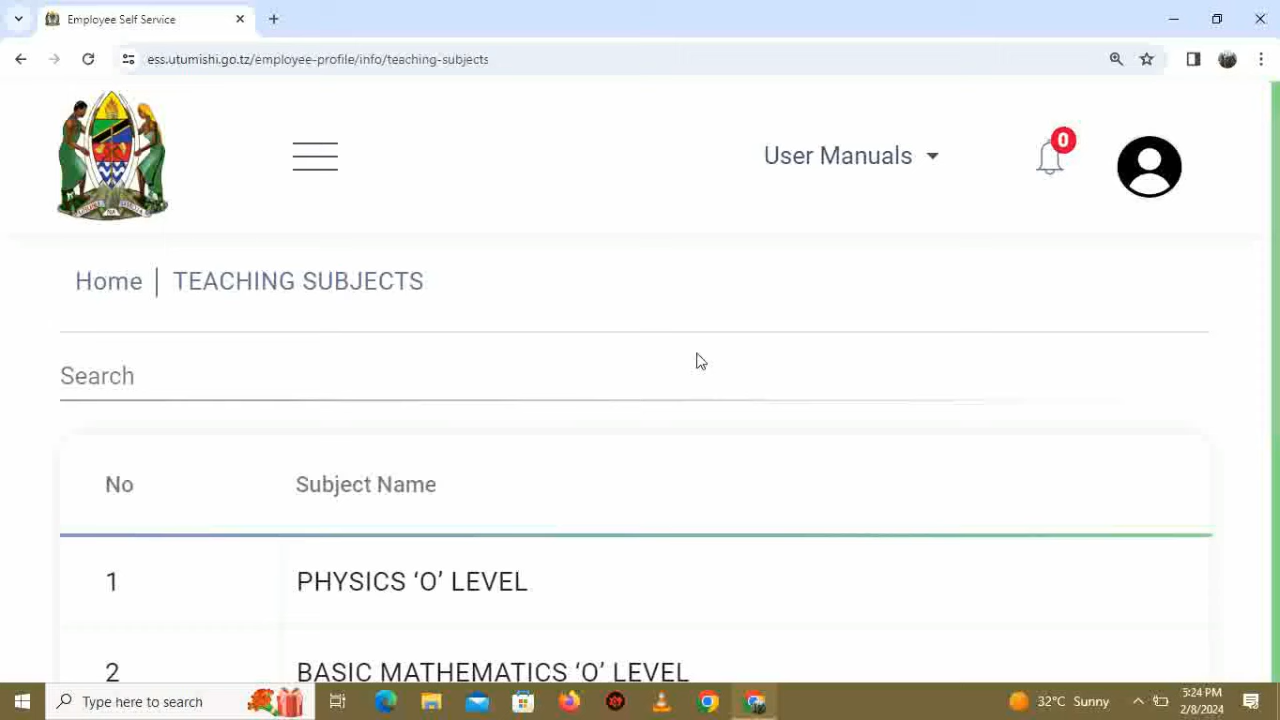 Employee Self Service
ess.utumishi.go.tz/employee-profile/info/teaching-subjects
User Manuals
0
Home | TEACHING SUBJECTS
Search
No Subject Name
1 PHYSICS ‘O’ LEVEL
2 BASIC MATHEMATICS ‘O’ LEVEL
Type here to search
32°C Sunny
5:24 PM
2/8/2024